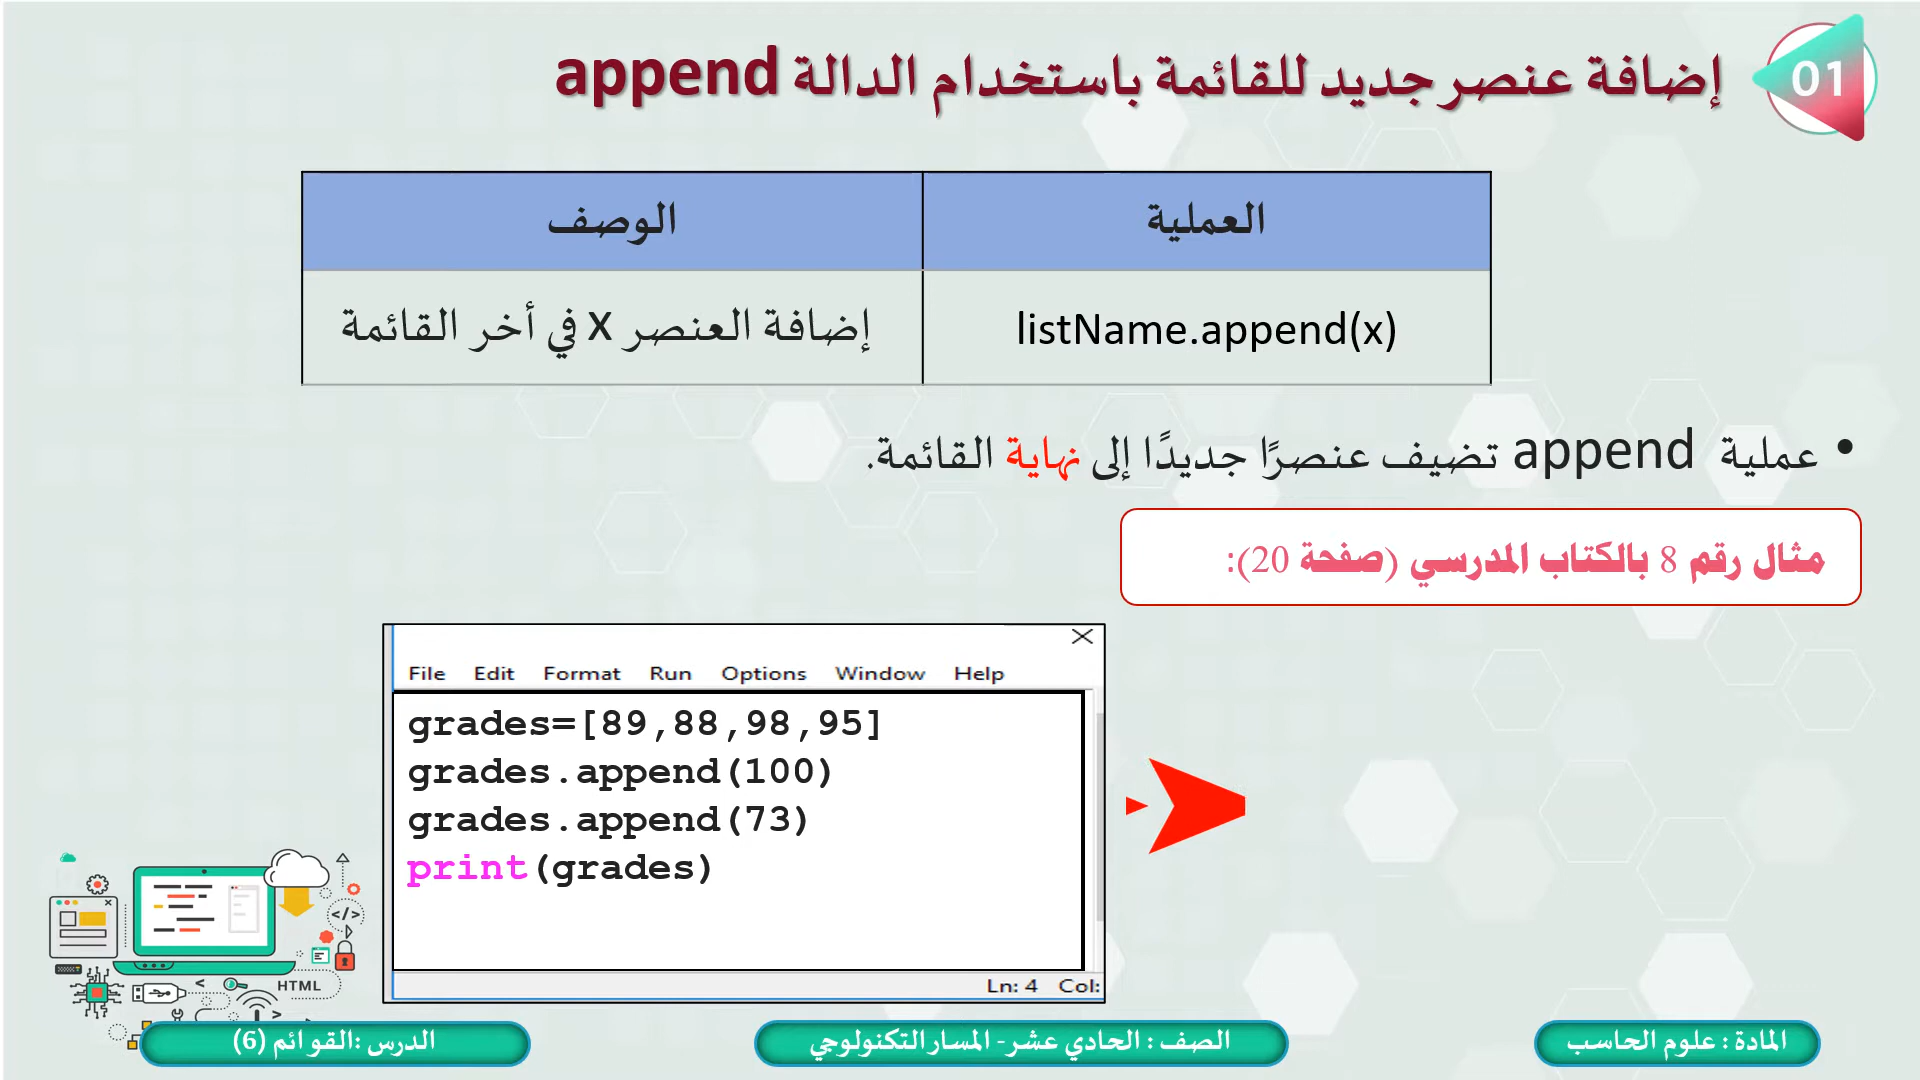 01
إضافة عنصر جديد للقائمة باستخدام الدالة append
العملية
الوصف
listName.append(x)
إضافة العنصر X في أخر القائمة
• عملية append تضيف عنصرًا جديدًا إلى نهاية القائمة.
مثال رقم 8 بالكتاب المدرسي (صفحة 20):
File Edit Format Run Options Window Help
grades=[89,88,98,95]
grades.append(100)
grades.append(73)
print(grades)
Ln: 4 Col:
</>
HTML
المادة : علوم الحاسب
الصف : الحادي عشر- المسار التكنولوجي
الدرس :القوائم (6)